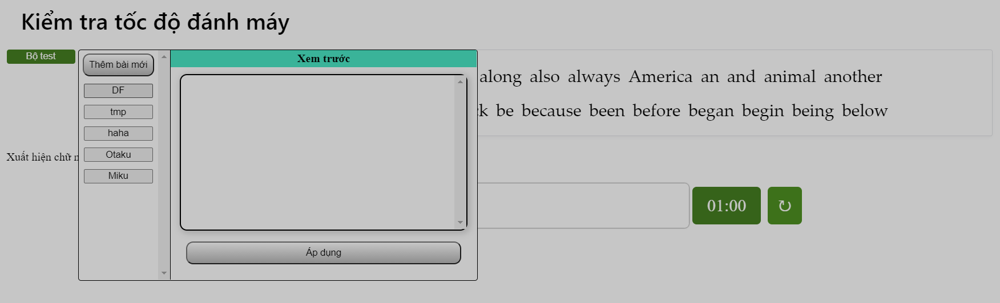 Kiểm tra tốc độ đánh máy
Bộ test
Thêm bài mới
DF
tmp
haha
Otaku
Miku
Xem trước
Áp dụng
along also always America an and animal another
be because been before began begin being below
Xuất hiện chữ
01:00
↻